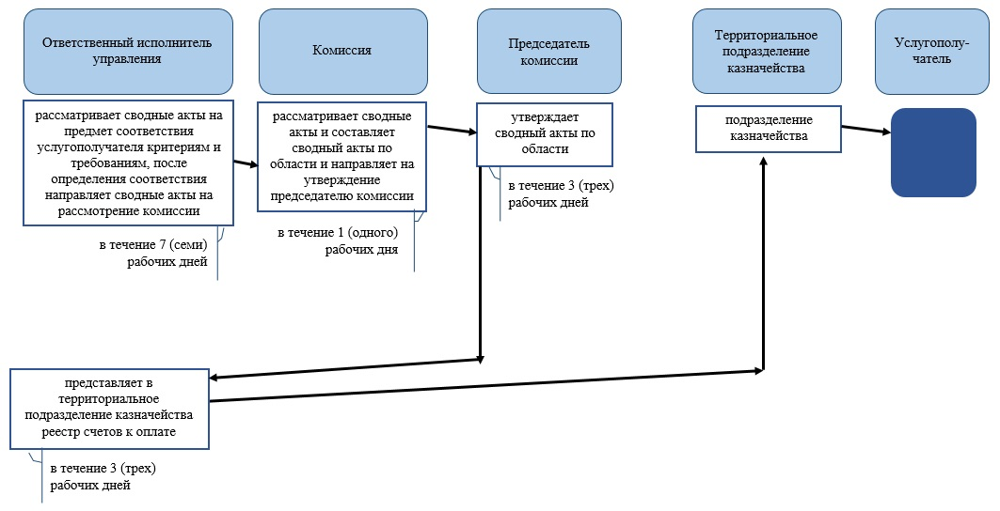 Ответственный исполнитель
управления
Комиссия
Председатель
комиссии
Территориальное
подразделение
казначейства
Услугополу-
чатель
рассматривает сводные акты на
предмет соответствия
услугополучателя критериям и
требованиям, после
определения соответствия
направляет сводные акты на
рассмотрение комиссии
рассматривает сводные
акты и составляет
сводный акты по
области и направляет на
утверждение
председателю комиссии
утверждает
сводный акты по
области
подразделение
казначейства
в течение 7 (семи)
рабочих дней
в течение 1 (одного)
рабочих дня
в течение 3 (трех)
рабочих дней
представляет в
территориальное
подразделение казначейства
реестр счетов к оплате
в течение 3 (трех)
рабочих дней